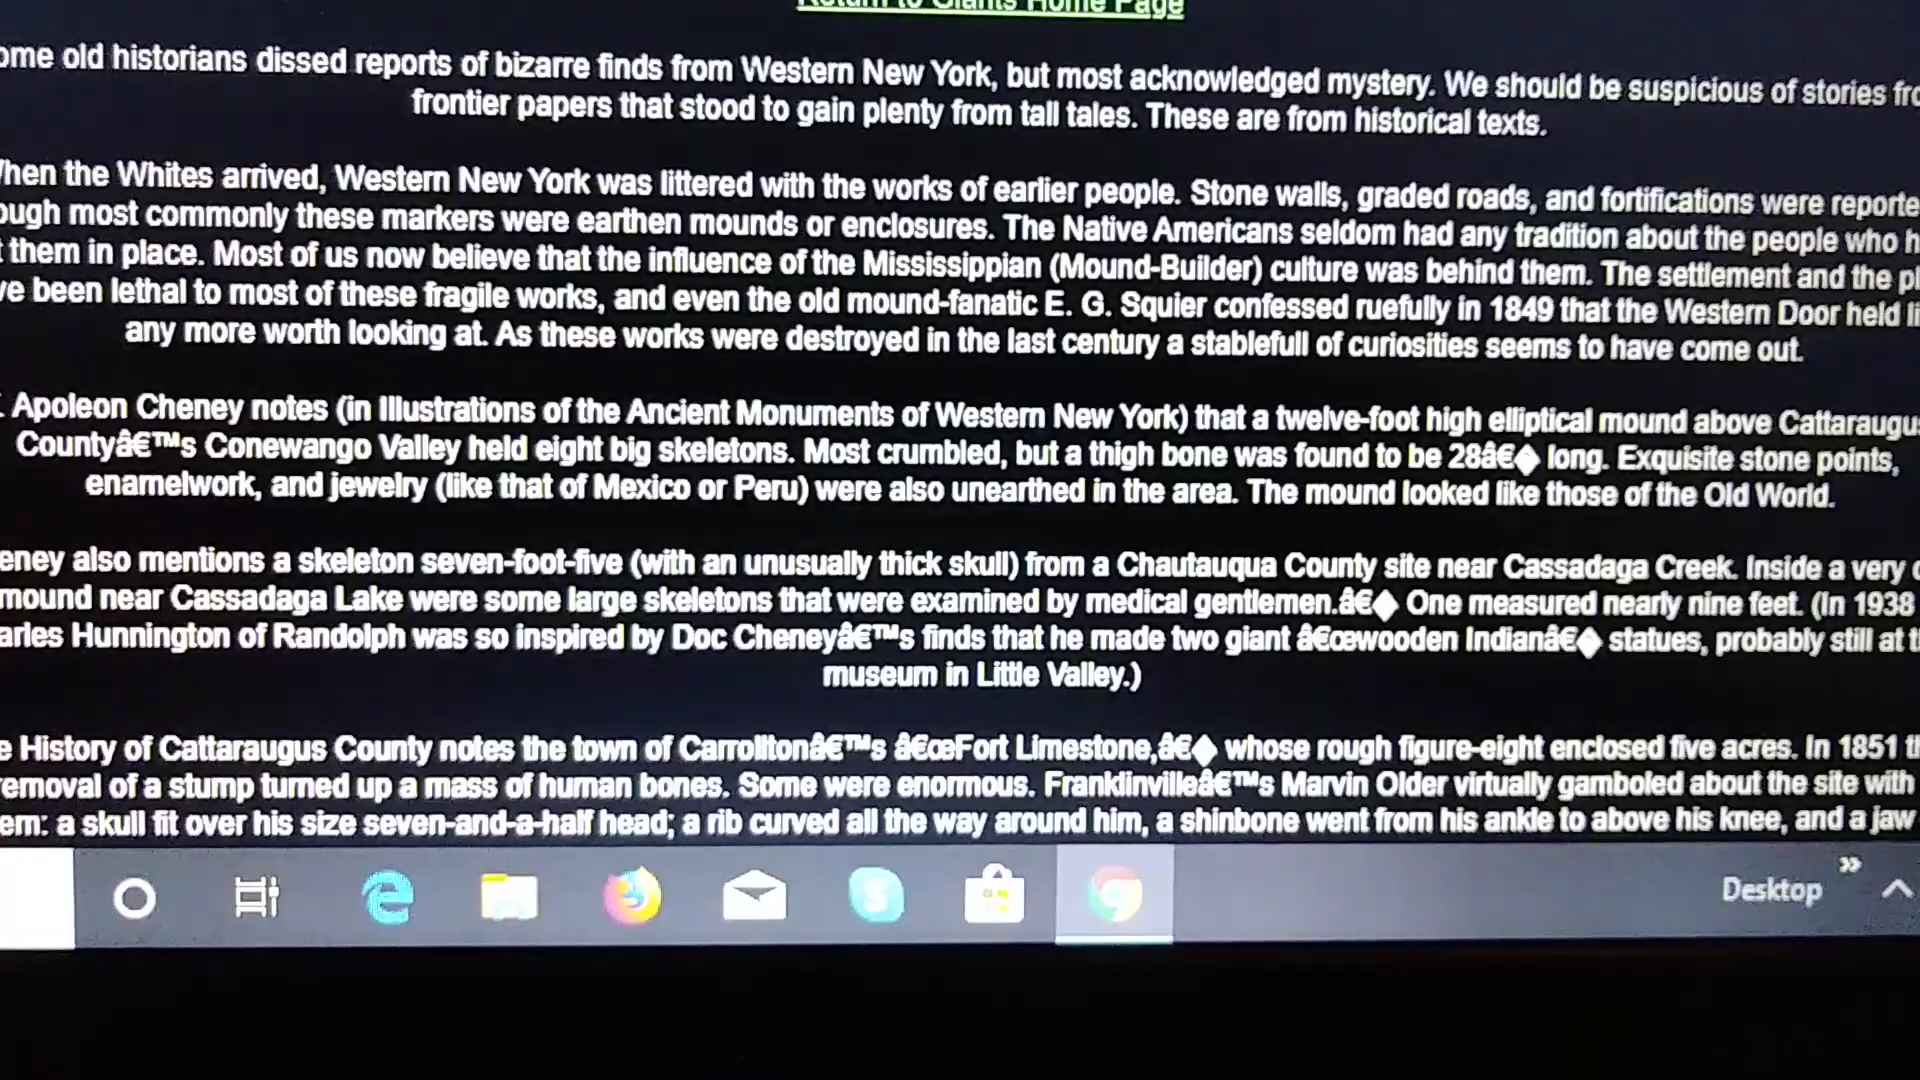 Return to Giants Home Page
ome old historians dissed reports of bizarre finds from Western New York, but most acknowledged mystery. We should be suspicious of stories fro
frontier papers that stood to gain plenty from tall tales. These are from historical texts.
hen the Whites arrived, Western New York was littered with the works of earlier people. Stone walls, graded roads, and fortifications were reporte
ough most commonly these markers were earthen mounds or enclosures. The Native Americans seldom had any tradition about the people who h
t them in place. Most of us now believe that the influence of the Mississippian (Mound-Builder) culture was behind them. The settlement and the pl
ve been lethal to most of these fragile works, and even the old mound-fanatic E. G. Squier confessed ruefully in 1849 that the Western Door held li
any more worth looking at. As these works were destroyed in the last century a stablefull of curiosities seems to have come out.
. Apoleon Cheney notes (in Illustrations of the Ancient Monuments of Western New York) that a twelve-foot high elliptical mound above Cattaraugus
Countyâ€™s Conewango Valley held eight big skeletons. Most crumbled, but a thigh bone was found to be 28â€� long. Exquisite stone points,
enamelwork, and jewelry (like that of Mexico or Peru) were also unearthed in the area. The mound looked like those of the Old World.
eney also mentions a skeleton seven-foot-five (with an unusually thick skull) from a Chautauqua County site near Cassadaga Creek. Inside a very
mound near Cassadaga Lake were some large skeletons that were examined by medical gentlemen.â€� One measured nearly nine feet. (In 1938
arles Hunnington of Randolph was so inspired by Doc Cheneyâ€™s finds that he made two giant â€œwooden Indianâ€� statues, probably still at t
museum in Little Valley.)
e History of Cattaraugus County notes the town of Carrolltonâ€™s â€œFort Limestone,â€� whose rough figure-eight enclosed five acres. In 1851 t
emoval of a stump turned up a mass of human bones. Some were enormous. Franklinvilleâ€™s Marvin Older virtually gamboled about the site with
em: a skull fit over his size seven-and-a-half head; a rib curved all the way around him, a shinbone went from his ankle to above his knee, and a jaw
Desktop